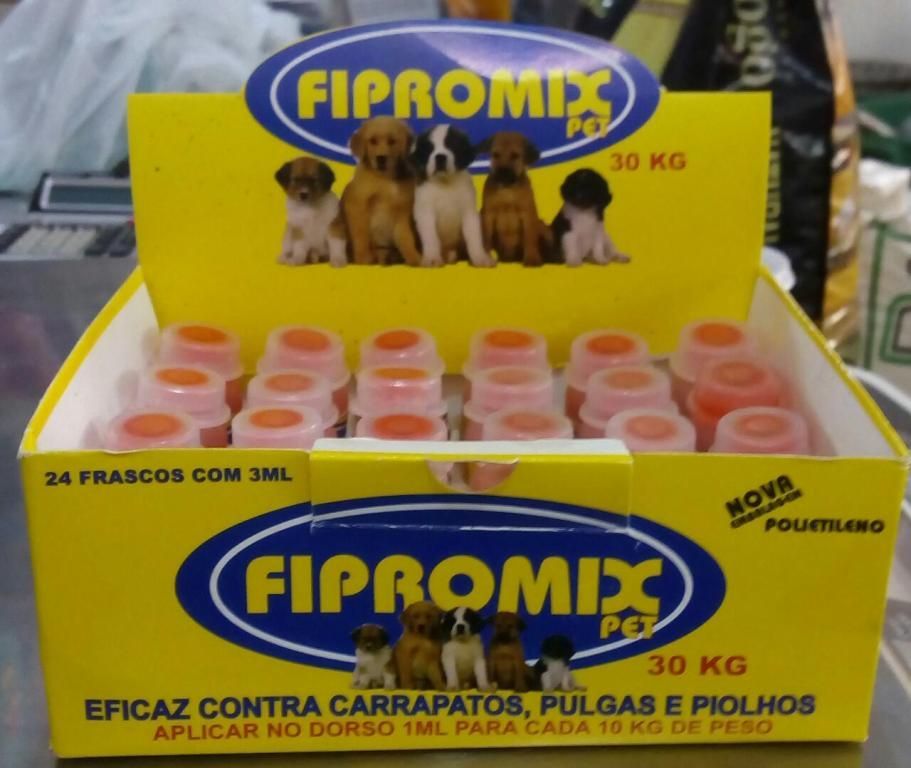 FIPROMIX
PET
30 KG
24 FRASCOS COM 3ML
NOVA
EMBALAGEM
POLIETILENO
FIPROMIX
PET
30 KG
EFICAZ CONTRA CARRAPATOS, PULGAS E PIOLHOS
APLICAR NO DORSO 1ML PARA CADA 10 KG DE PESO